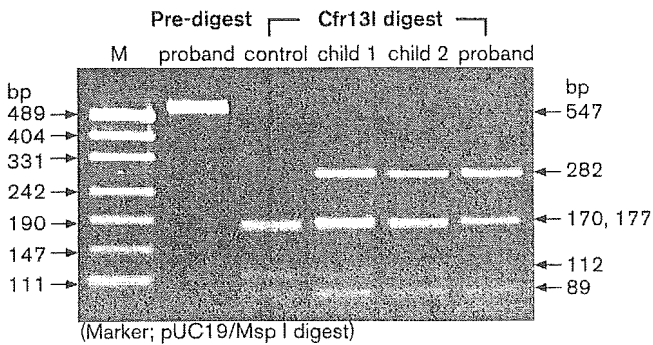 Pre-digest Cfr13I digest
M proband control child 1 child 2 proband
bp bp
489 547
404
331
282
242
190 170, 177
147
112
111 89
(Marker; pUC19/Msp I digest)